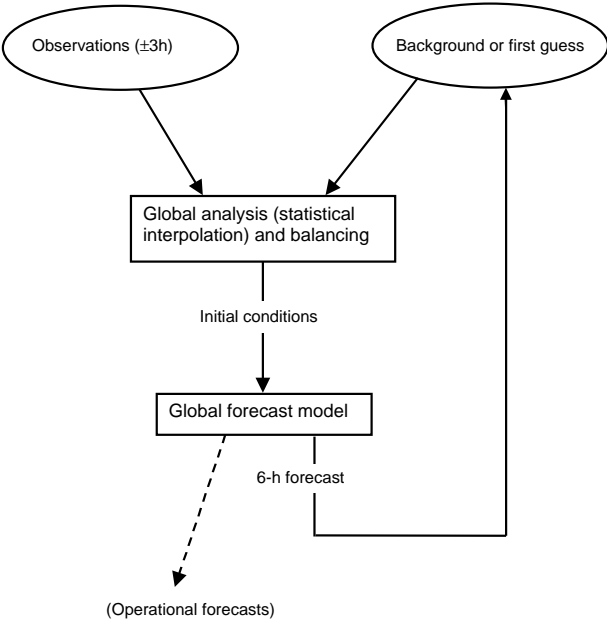 Observations (±3h)
Background or first guess
Global analysis (statistical
interpolation) and balancing
Initial conditions
Global forecast model
6-h forecast
(Operational forecasts)